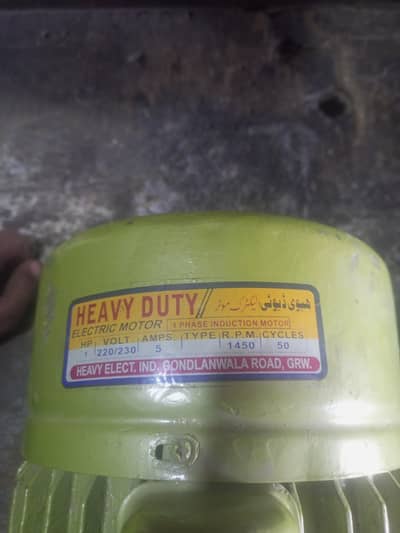 HEAVY DUTY // ہیوی ڈیوٹی الیکٹرک موٹر
ELECTRIC MOTOR 1 PHASE INDUCTION MOTOR
HP VOLT AMPS TYPE R.P.M. CYCLES
1 220/230 5 1450 50
HEAVY ELECT. IND. GONDLANWALA ROAD, GRW.